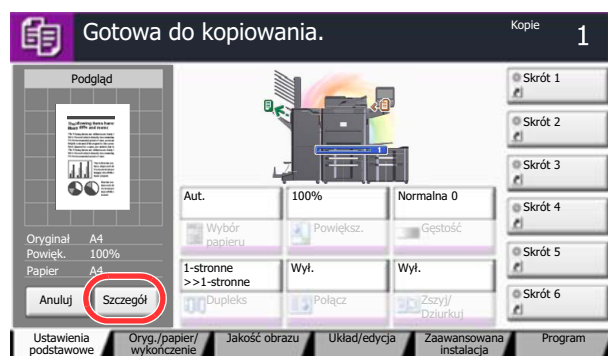 Gotowa do kopiowania.
Kopie
1
Podgląd
Oryginał A4
Powięk. 100%
Papier A4
Anuluj
Szczegół
1
Aut.
Wybór
papieru
100%
Powiększ.
Normalna 0
Gęstość
1-stronne
>>1-stronne
Dupleks
Wył.
Połącz
Wył.
Zszyj/
Dziurkuj
Skrót 1
Skrót 2
Skrót 3
Skrót 4
Skrót 5
Skrót 6
Ustawienia
podstawowe
Oryg./papier/
wykończenie
Jakość obrazu
Układ/edycja
Zaawansowana
instalacja
Program